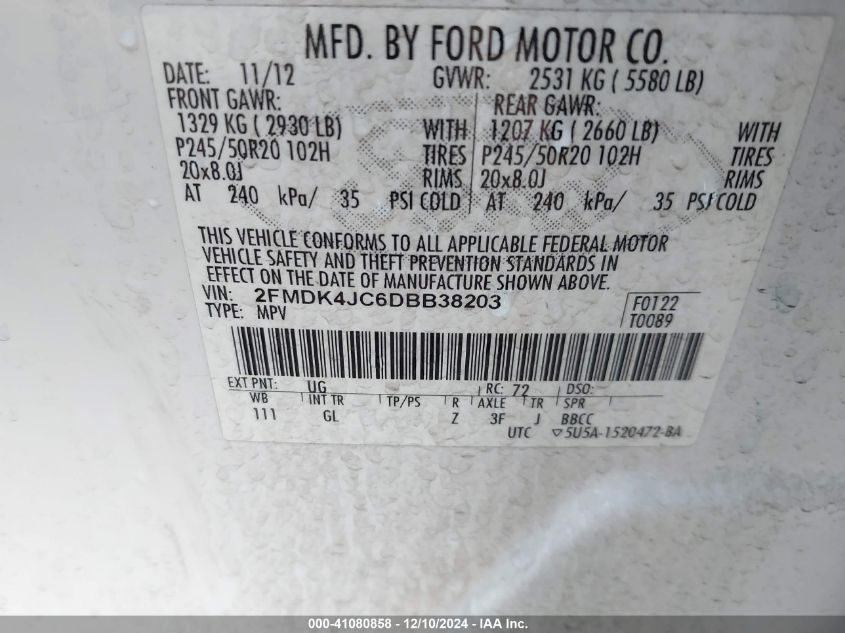 MFD. BY FORD MOTOR CO.
DATE: 11/12 GVWR: 2531 KG ( 5580 LB)
FRONT GAWR: REAR GAWR:
1329 KG ( 2930 LB) WITH 1207 KG ( 2660 LB) WITH
P245/50R20 102H TIRES P245/50R20 102H TIRES
20x8.0J RIMS 20x8.0J RIMS
AT 240 kPa/ 35 PSI COLD AT 240 kPa/ 35 PSI COLD
THIS VEHICLE CONFORMS TO ALL APPLICABLE FEDERAL MOTOR
VEHICLE SAFETY AND THEFT PREVENTION STANDARDS IN
EFFECT ON THE DATE OF MANUFACTURE SHOWN ABOVE.
VIN: 2FMDK4JC6DBB38203 F0122
TYPE: MPV T0089
EXT PNT: UG RC: 72 DSO:
WB INT TR TP/PS R AXLE TR SPR
111 GL Z 3F J BBCC
UTC ▽5U5A-1520472-BA
000-41080858 - 12/10/2024 - IAA Inc.